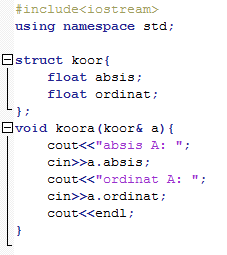 #include<iostream>
using namespace std;
struct koor{
float absis;
float ordinat;
};
void koora(koor& a){
cout<<"absis A: ";
cin>>a.absis;
cout<<"ordinat A: ";
cin>>a.ordinat;
cout<<endl;
}